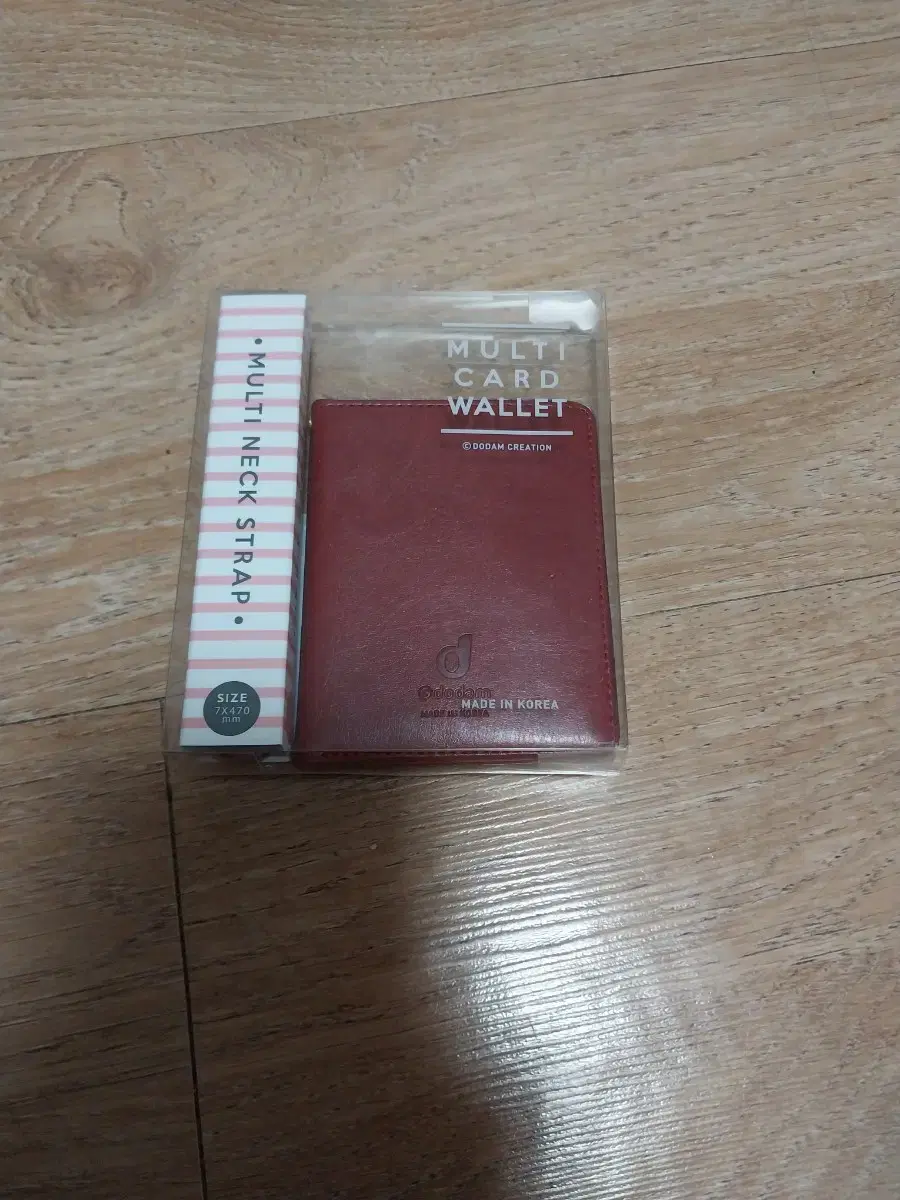 • MULTI NECK STRAP •
SIZE
7X470
mm
MULTI
CARD
WALLET
©DODAM CREATION
d
©dodam
MADE IN KOREA
MADE IN KOREA